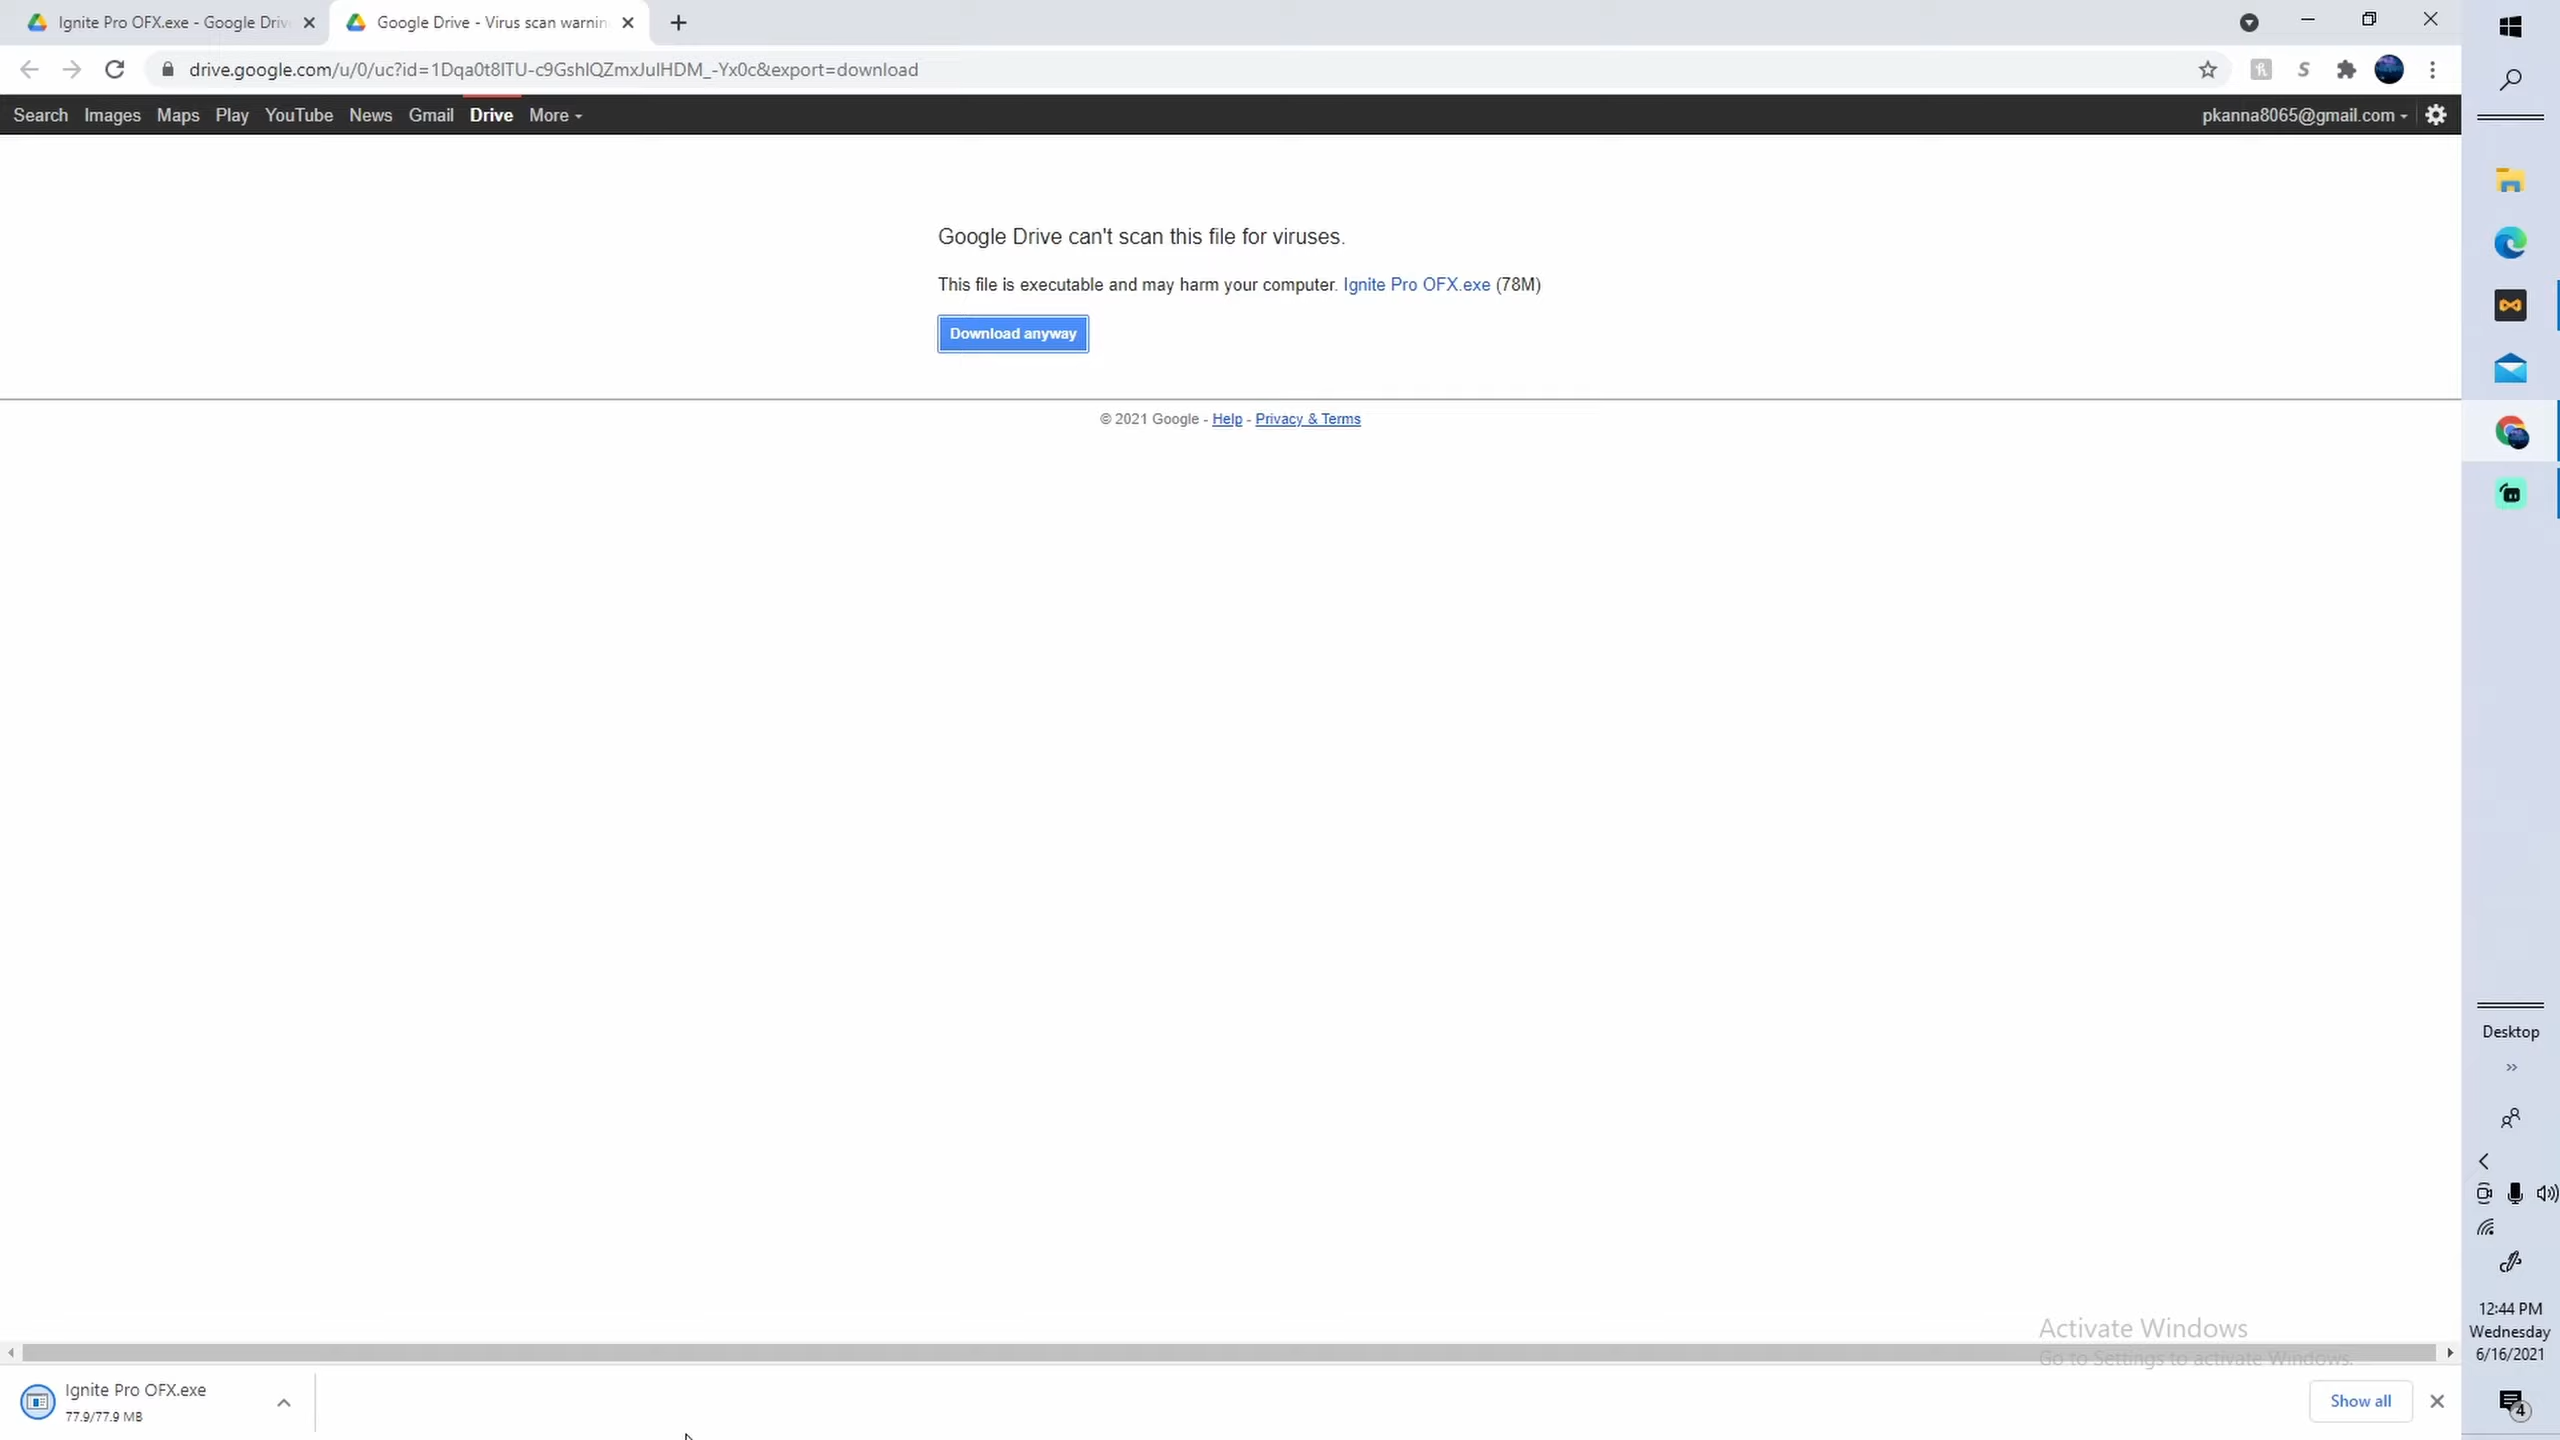 Ignite Pro OFX.exe - Google Driv
Google Drive - Virus scan warnin
drive.google.com/u/0/uc?id=1Dqa0t8ITU-c9GshlQZmxJulHDM_-Yx0c&export=download
Search Images Maps Play YouTube News Gmail Drive More
pkanna8065@gmail.com
Google Drive can't scan this file for viruses.
This file is executable and may harm your computer. Ignite Pro OFX.exe (78M)
Download anyway
© 2021 Google - Help - Privacy & Terms
Desktop
12:44 PM
Wednesday
6/16/2021
4
Activate Windows
Go to Settings to activate Windows.
Ignite Pro OFX.exe
77.9/77.9 MB
Show all